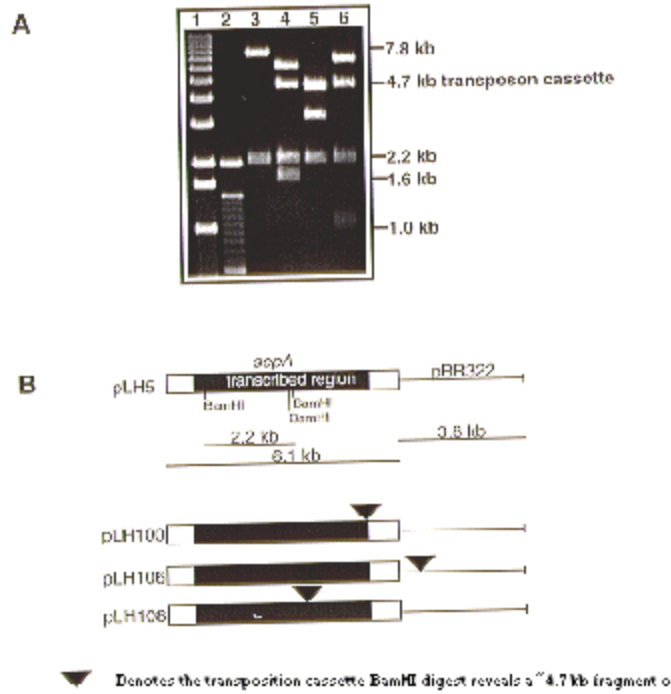 A
1 2 3 4 5 6
7.8 kb
4.7 kb transposon cassette
2.2 kb
1.6 kb
1.0 kb
B
aepA
pLH5 transcribed region pBR322
BamHI BamHI
BamHI
2.2 kb 3.6 kb
6.1 kb
pLH103
pLH106
pLH108
Denotes the transposition cassette BamHI digest reveals a ~4.7 kb fragment